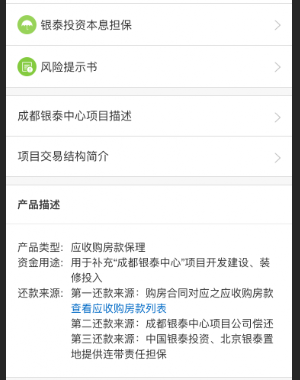 银泰投资本息担保
风险提示书
成都银泰中心项目描述
项目交易结构简介
产品描述
产品类型: 应收购房款保理
资金用途: 用于补充“成都银泰中心”项目开发建设、装
修投入
还款来源: 第一还款来源：购房合同对应之应收购房款
查看应收购房款列表
第二还款来源：成都银泰中心项目公司偿还
第三还款来源：中国银泰投资、北京银泰置
地提供连带责任担保